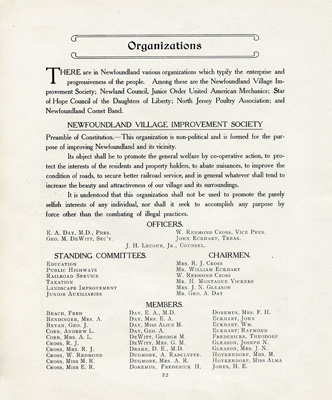 Organizations
THERE are in Newfoundland various organizations which typify the enterprise and
progressiveness of the people. Among these are the Newfoundland Village Im-
provement Society; Newland Council, Junior Order United American Mechanics; Star
of Hope Council of the Daughters of Liberty; North Jersey Poultry Association; and
Newfoundland Cornet Band.
NEWFOUNDLAND VILLAGE IMPROVEMENT SOCIETY
Preamble of Constitution.—This organization is non-political and is formed for the pur-
pose of improving Newfoundland and its vicinity.
Its object shall be to promote the general welfare by co-operative action, to pro-
tect the interests of the residents and property holders, to abate nuisances, to improve the
condition of roads, to secure better railroad service, and in general whatever shall tend to
increase the beauty and attractiveness of our village and its surroundings.
It is understood that this organization shall not be used to promote the purely
selfish interests of any individual, nor shall it seek to accomplish any purpose by
force other than the combating of illegal practices.
OFFICERS.
E. A. DAY, M.D., PRES. W. REDMOND CROSS, VICE PRES.
GEO. M. DEWITT, SEC'Y. JOHN ECKHART, TREAS.
J. H. LECOUR, JR., COUNSEL.
STANDING COMMITTEES. CHAIRMEN.
EDUCATION MRS. R. J. CROSS
PUBLIC HIGHWAYS MR. WILLIAM ECKHART
RAILROAD SERVICE W. REDMOND CROSS
TAXATION MR. H. MONTAGUE VICKERS
LANDSCAPE IMPROVEMENT MRS. J. N. GLEASON
JUNIOR AUXILIARIES MRS. GEO. A. DAY
MEMBERS.
BEACH, FRED DAY, E. A., M.D. DOREMUS, MRS. F. H.
BENDINGER, MRS. A. DAY, MRS. E. A. ECKHART, JOHN
BEYAN, GEO. J. DAY, MISS ALICE M. ECKHART, WM.
COBB, ANDREW L. DAY, GEO. A. ECKHART, RAYMOND
COBB, MRS. A. L. DEWITT, GEORGE M. FREDERICKS, THEODORE
CROSS, R. J. DEWITT, MRS. G. M. GLEASON, JOSEPH N.
CROSS, MRS. R. J. DRAKE, D. E., M.D. GLEASON, MRS. J. N.
CROSS, W. REDMOND DUGMORE, A. RADCLYFFE. HOYKENDORF, MRS. M.
CROSS, MISS M. R. DUGMORE, MRS. A. R. HOYKENDORF, MISS ALMA
CROSS, MISS E. R. DOREMUS, FREDERICK H. JONES, H. E.
22